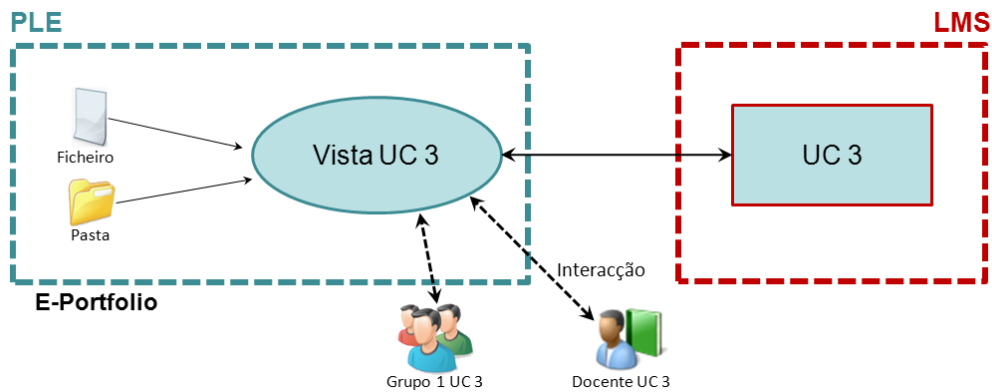 PLE
LMS
Ficheiro
Vista UC 3
UC 3
Pasta
Interacção
E-Portfolio
Grupo 1 UC 3
Docente UC 3